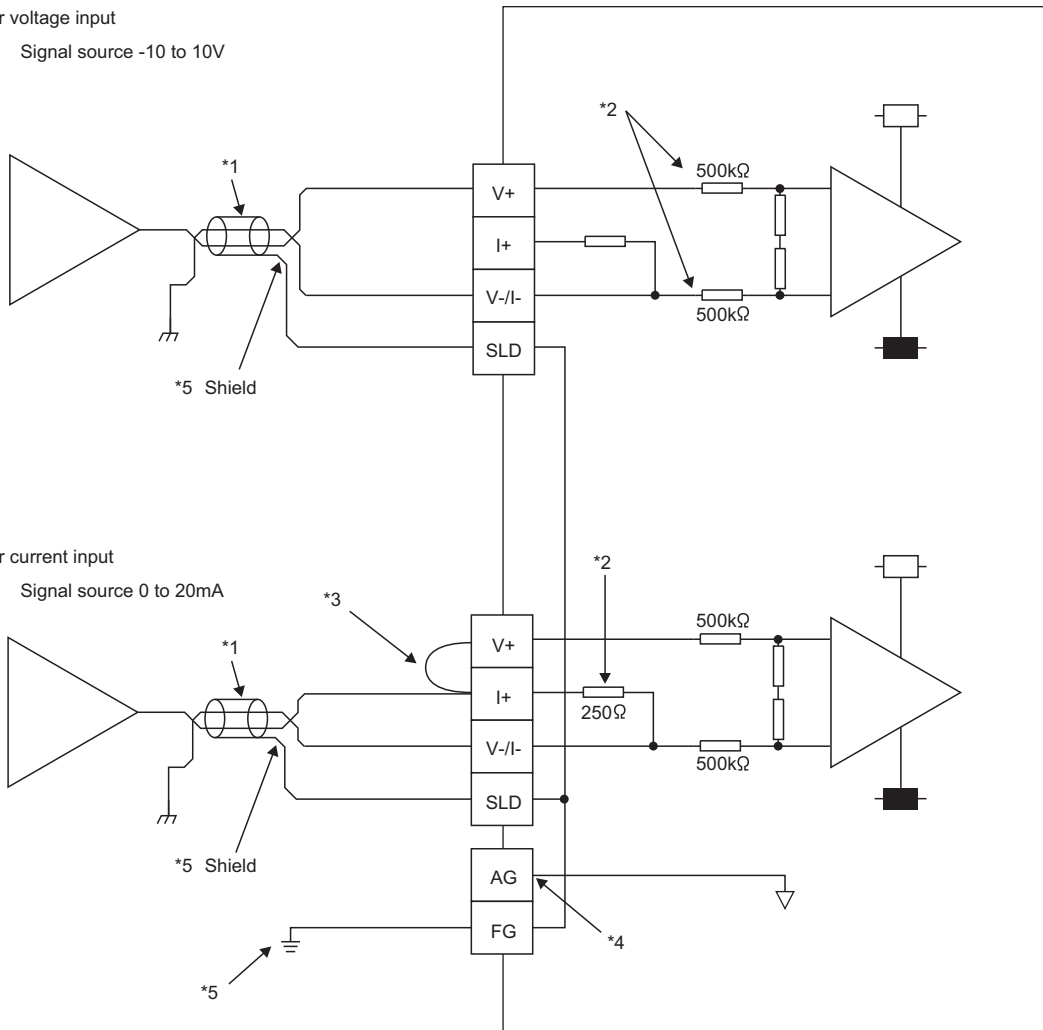 r voltage input
Signal source -10 to 10V
*2
*1
500kΩ
V+
I+
V-/I-
500kΩ
SLD
*5 Shield
r current input
Signal source 0 to 20mA
*2
*3
500kΩ
V+
*1
I+
250Ω
V-/I-
500kΩ
SLD
*5 Shield
AG
FG
*4
*5